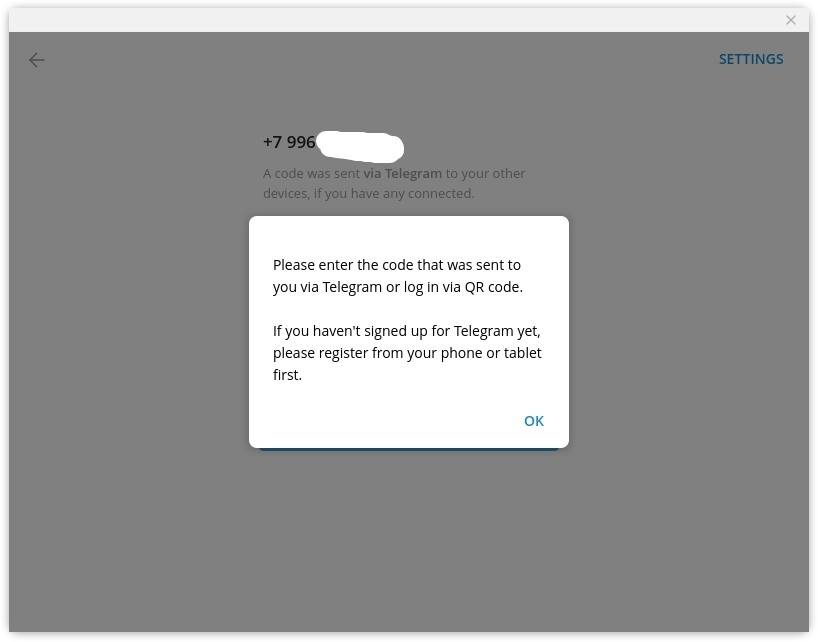 SETTINGS
+7 996
A code was sent via Telegram to your other
devices, if you have any connected.
Please enter the code that was sent to
you via Telegram or log in via QR code.
If you haven't signed up for Telegram yet,
please register from your phone or tablet
first.
OK